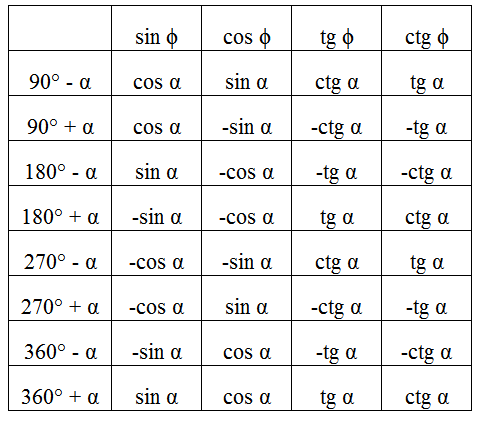 sin ϕ cos ϕ tg ϕ ctg ϕ
90° - α cos α sin α ctg α tg α
90° + α cos α -sin α -ctg α -tg α
180° - α sin α -cos α -tg α -ctg α
180° + α -sin α -cos α tg α ctg α
270° - α -cos α -sin α ctg α tg α
270° + α -cos α sin α -ctg α -tg α
360° - α -sin α cos α -tg α -ctg α
360° + α sin α cos α tg α ctg α